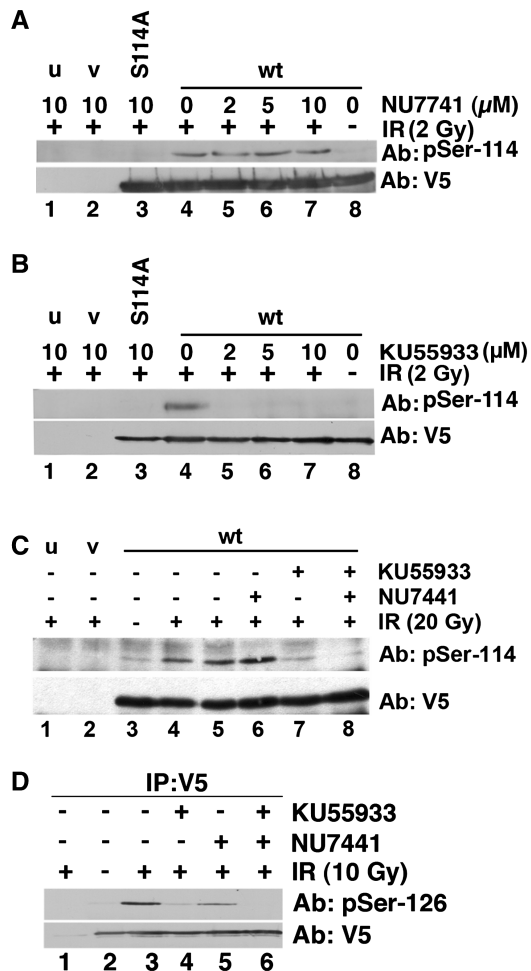 A
u v S114A wt
10 10 10 0 2 5 10 0 NU7741 (µM)
+ + + + + + + - IR (2 Gy)
Ab: pSer-114
Ab: V5
1 2 3 4 5 6 7 8
B
u v S114A wt
10 10 10 0 2 5 10 0 KU55933 (µM)
+ + + + + + + - IR (2 Gy)
Ab: pSer-114
Ab: V5
1 2 3 4 5 6 7 8
C
u v wt
- - - - - - + + KU55933
- - - - - + - + NU7441
+ + - + + + + + IR (20 Gy)
Ab: pSer-114
Ab: V5
1 2 3 4 5 6 7 8
D
IP:V5
- - - + - + KU55933
- - - - + + NU7441
+ - + + + + IR (10 Gy)
Ab: pSer-126
Ab: V5
1 2 3 4 5 6